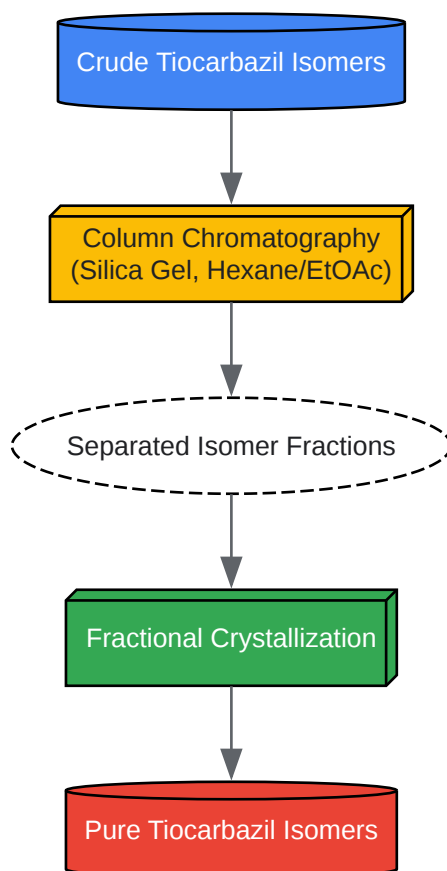 Crude Tiocarbazil Isomers
Column Chromatography
(Silica Gel, Hexane/EtOAc)
Separated Isomer Fractions
Fractional Crystallization
Pure Tiocarbazil Isomers